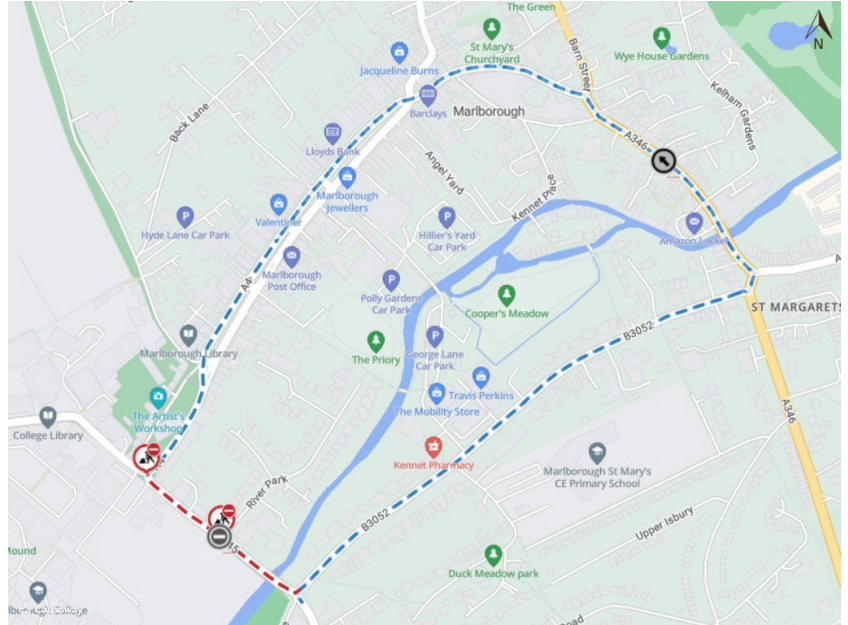 The Green
St Mary's
Churchyard
Barn Street
Wye House Gardens
N
Jacqueline Burns
Kelham Gardens
Barclays
Marlborough
Back Lane
A346
Lloyds Bank
Angel Yard
Marlborough
Jewellers
Kennet Place
Valentiner
Hyde Lane Car Park
Hillier's Yard
Car Park
Amazon Locker
A4
Marlborough
Post Office
Polly Gardens
Car Park
Cooper's Meadow
ST MARGARETS
B3052
Marlborough Library
The Priory
George Lane
Car Park
Travis Perkins
The Mobility Store
The Artist's
Workshop
College Library
A346
Kennet Pharmacy
Marlborough St Mary's
CE Primary School
River Park
B3052
Upper Isbury
Mound
Duck Meadow park